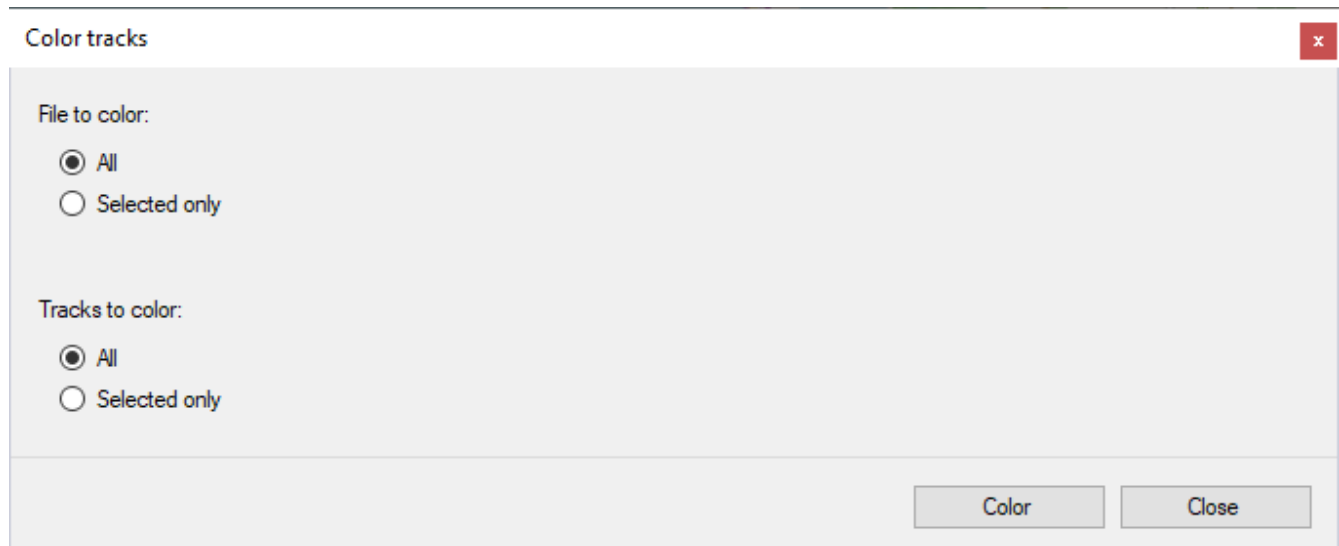 Color tracks
x
File to color:
All
Selected only
Tracks to color:
All
Selected only
Color
Close